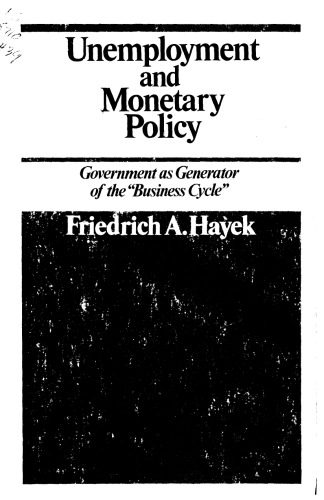 Unemployment
and
Monetary
Policy
Government as Generator
of the "Business Cycle"
Friedrich A. Hayek